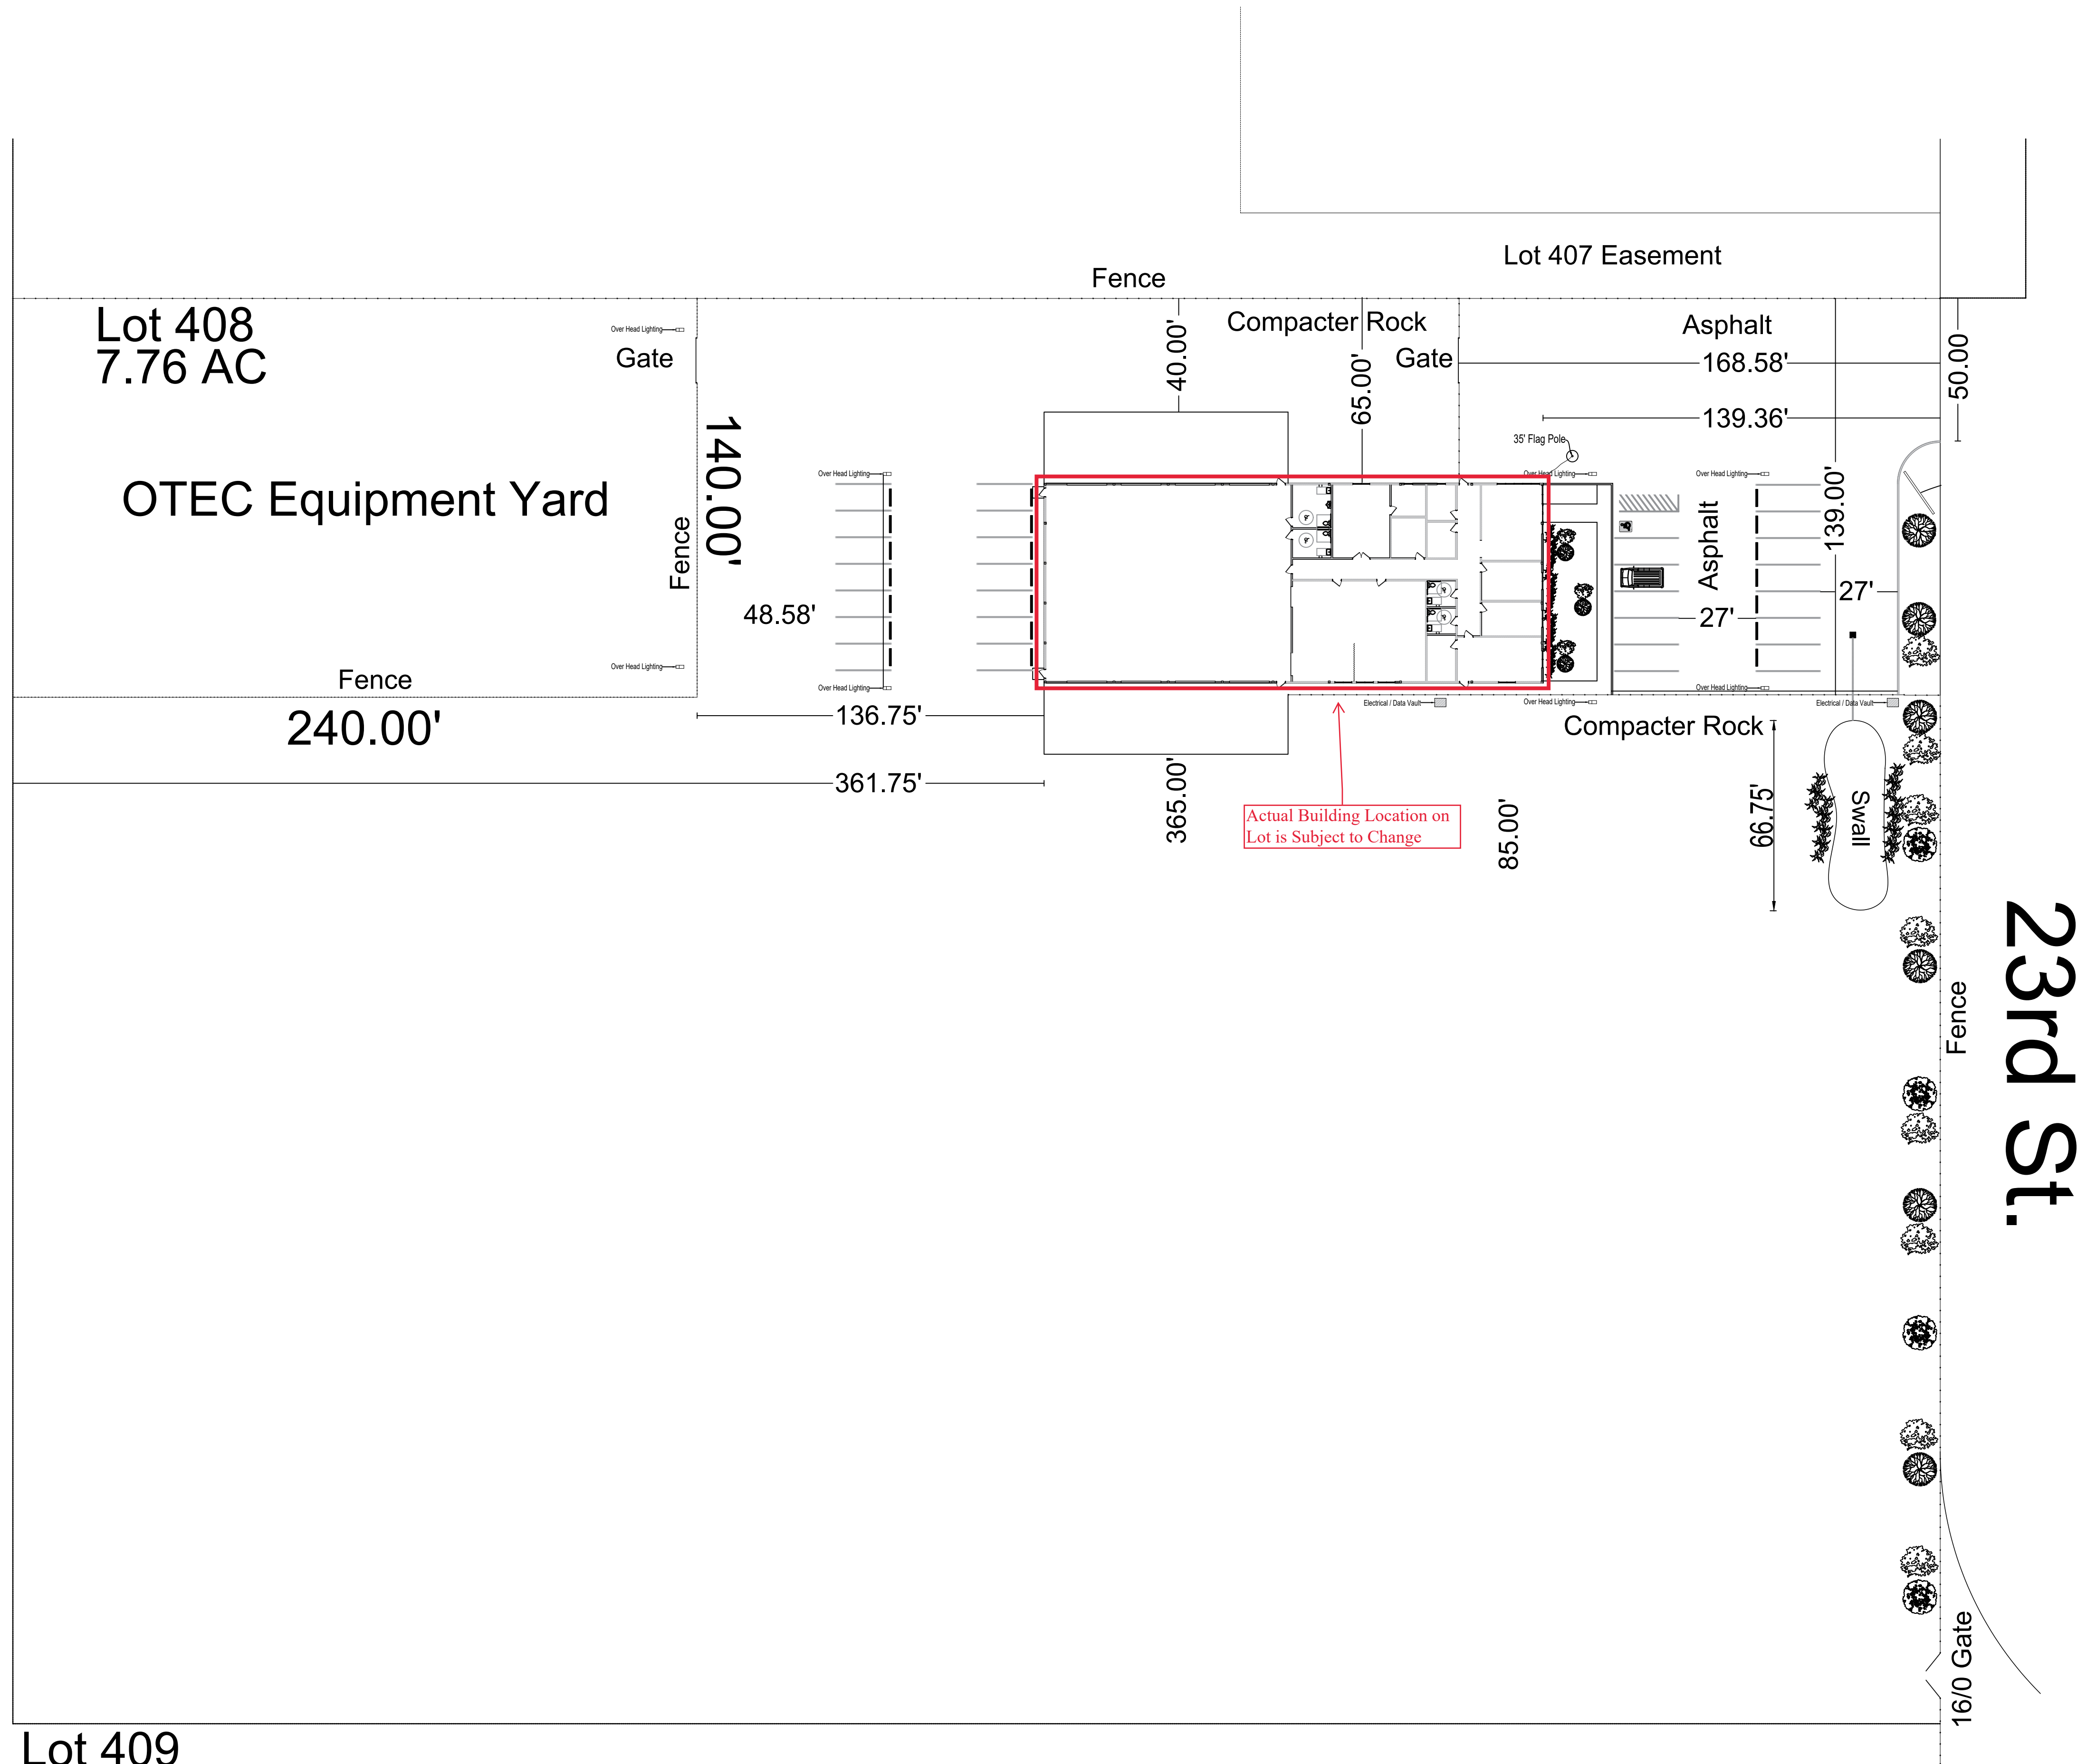 Lot 407 Easement
Fence
Lot 408
7.76 AC
Over Head Lighting
Gate
40.00'
Compacter Rock
65.00'
Gate
Asphalt
168.58'
50.00
139.36'
35' Flag Pole
140.00'
Over Head Lighting
Over Head Lighting
Over Head Lighting
OTEC Equipment Yard
Fence
139.00'
Asphalt
27'
27'
48.58'
Over Head Lighting
Fence
Over Head Lighting
Over Head Lighting
240.00'
136.75'
Electrical / Data Vault
Over Head Lighting
Electrical / Data Vault
Compacter Rock
361.75'
365.00'
Actual Building Location on
Lot is Subject to Change
85.00'
66.75'
Swall
23rd St.
Fence
16/0 Gate
Lot 409